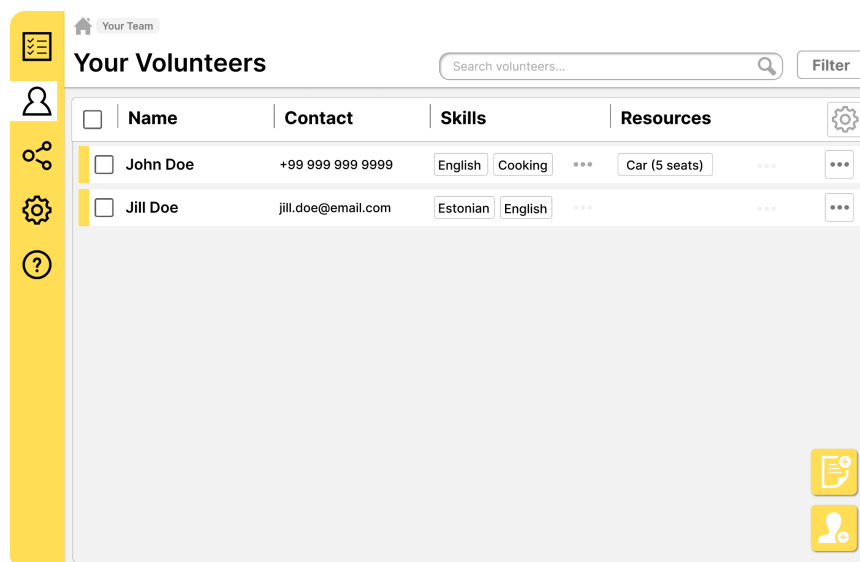 Your Team
Your Volunteers
Search volunteers...
Filter
Name Contact Skills Resources
John Doe +99 999 999 9999 English Cooking Car (5 seats)
Jill Doe jill.doe@email.com Estonian English